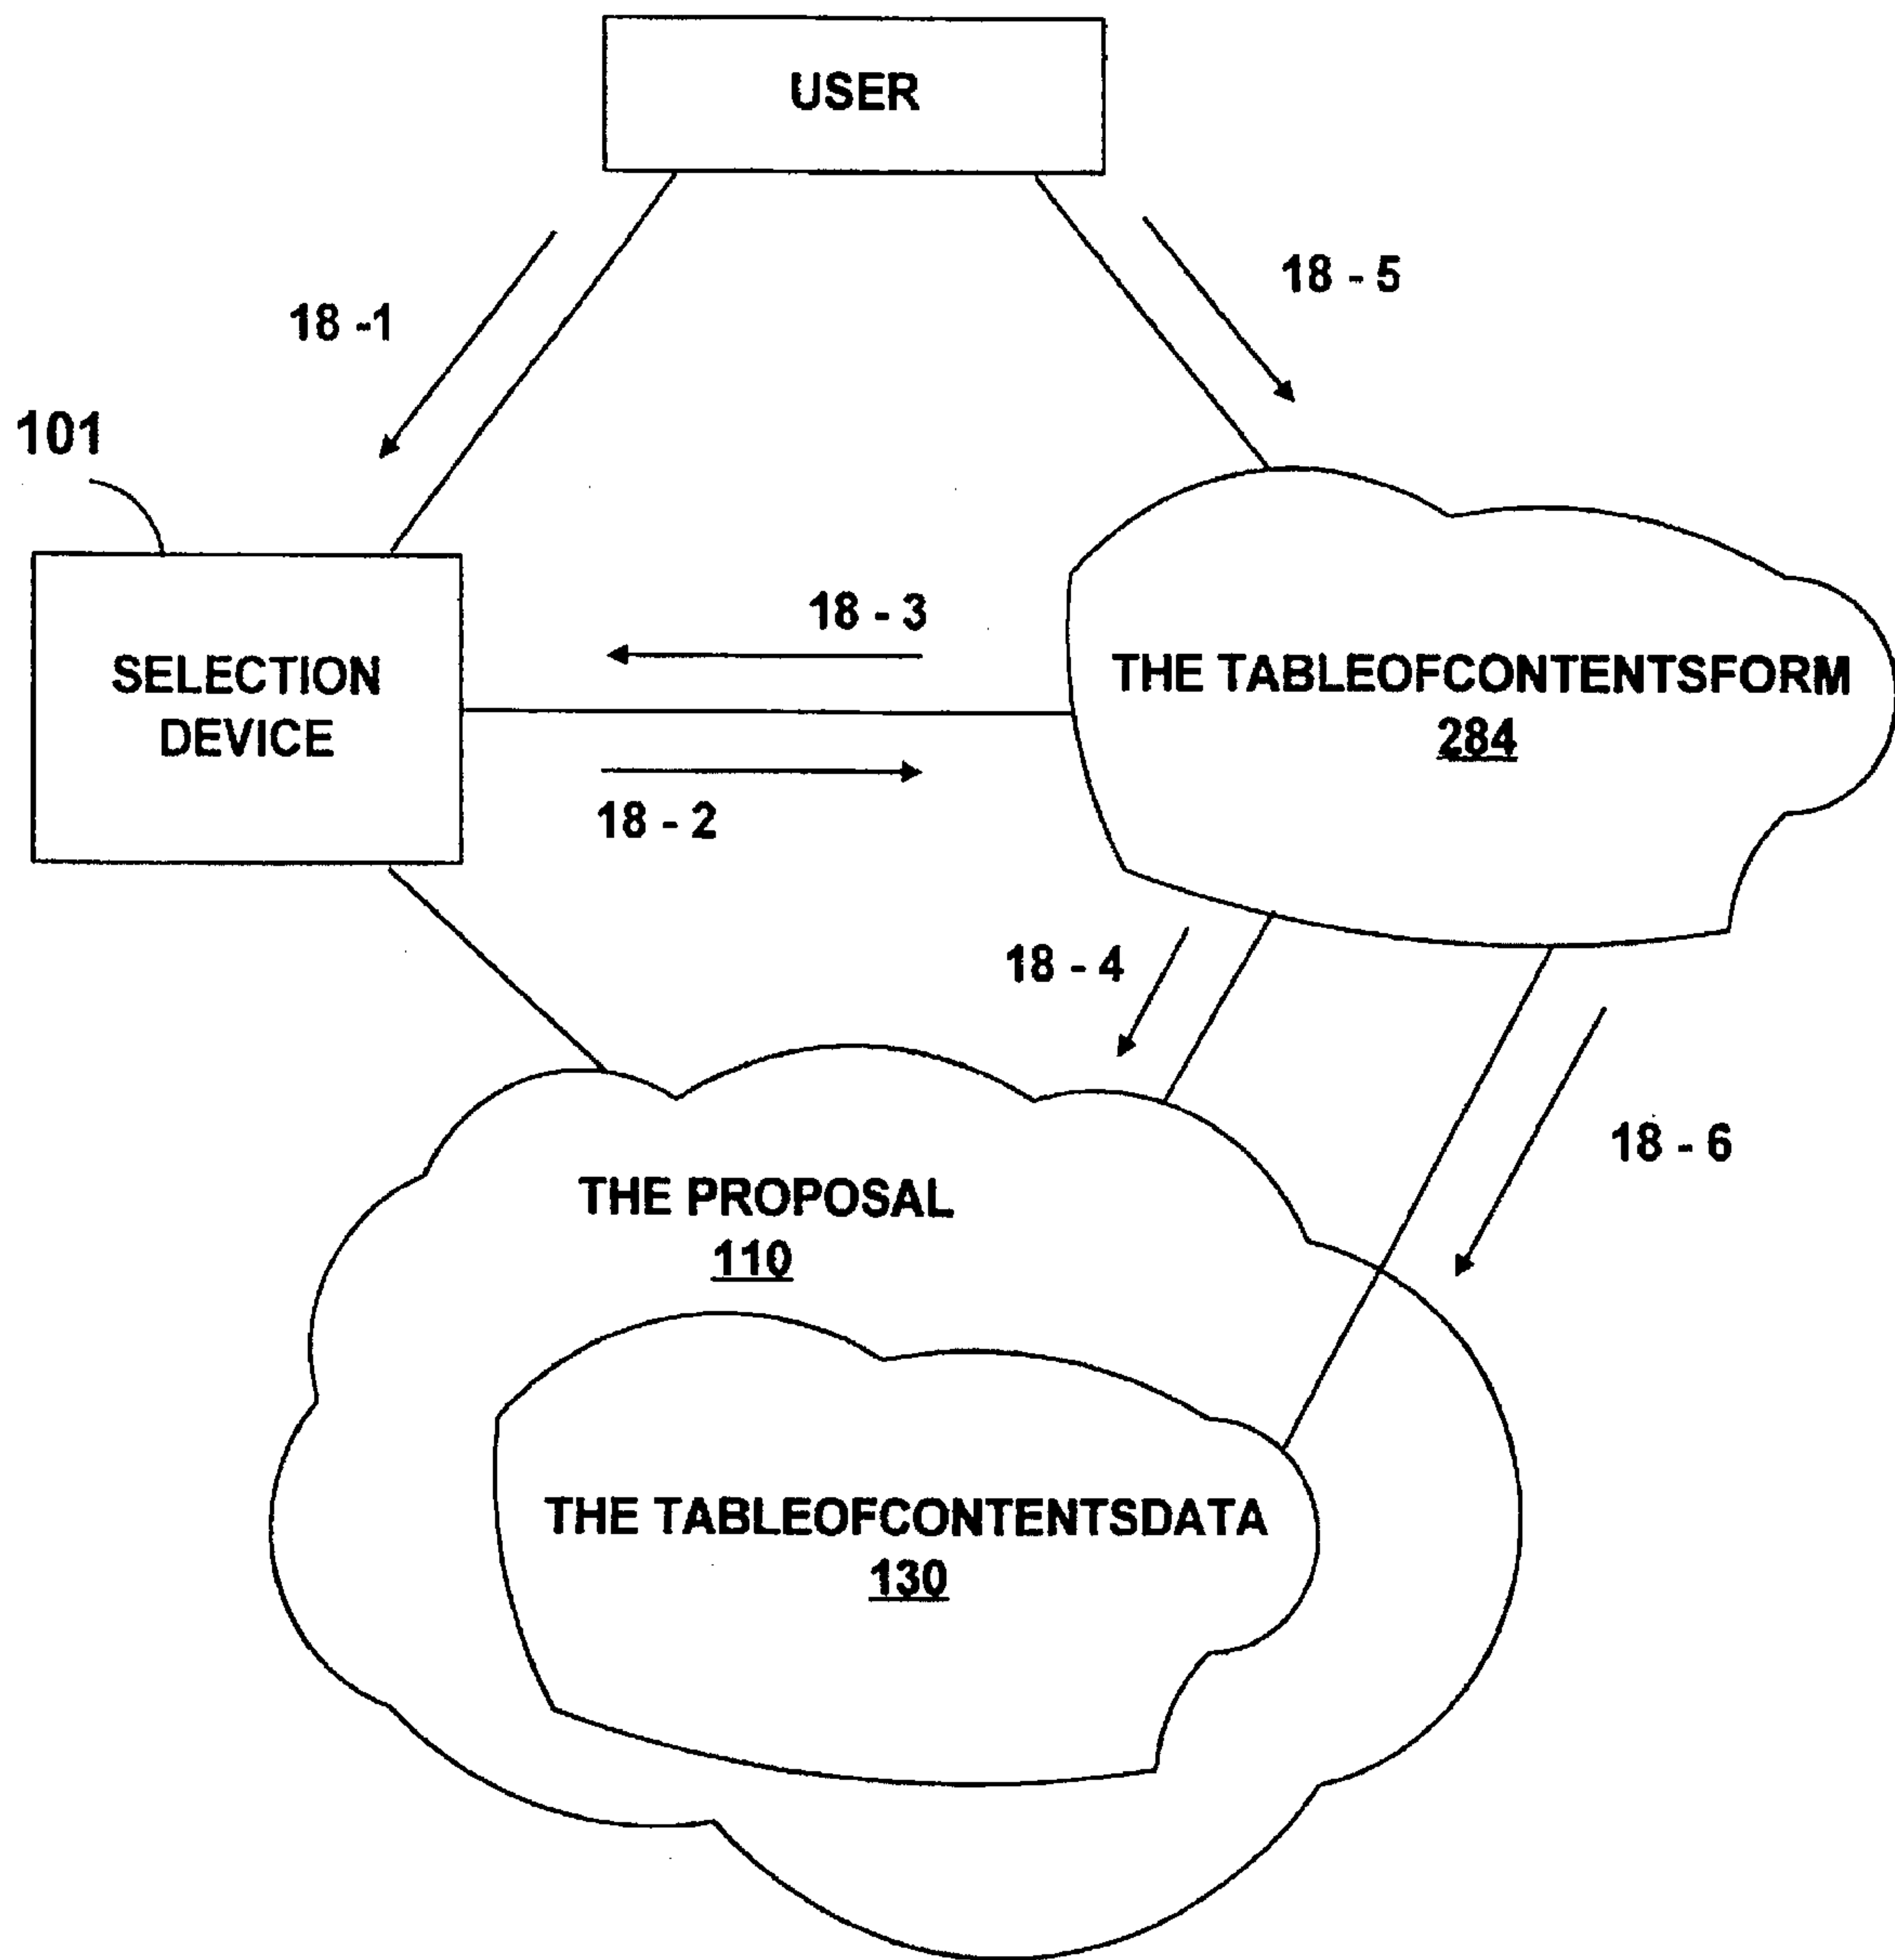 USER
18 - 5
18 -1
101
18 - 3
SELECTION
DEVICE
THE TABLEOFCONTENTSFORM
284
18 - 2
18 - 4
18 - 6
THE PROPOSAL
110
THE TABLEOFCONTENTSDATA
130